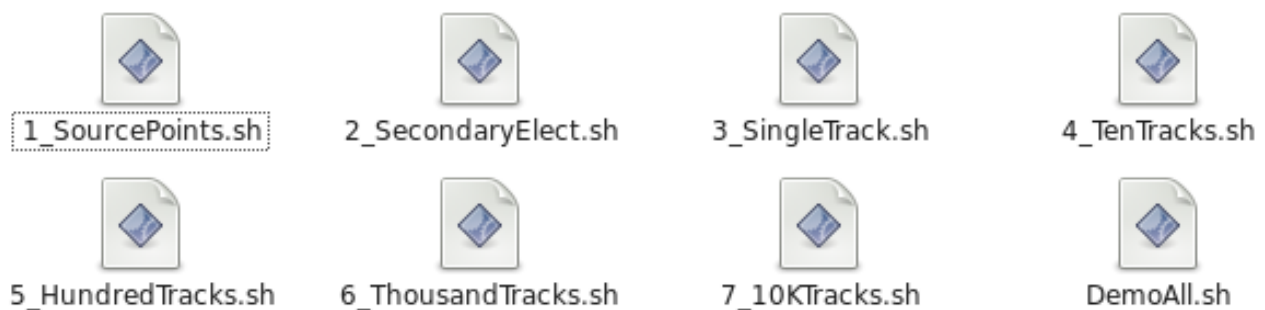 1_SourcePoints.sh
2_SecondaryElect.sh
3_SingleTrack.sh
4_TenTracks.sh
5_HundredTracks.sh
6_ThousandTracks.sh
7_10KTracks.sh
DemoAll.sh